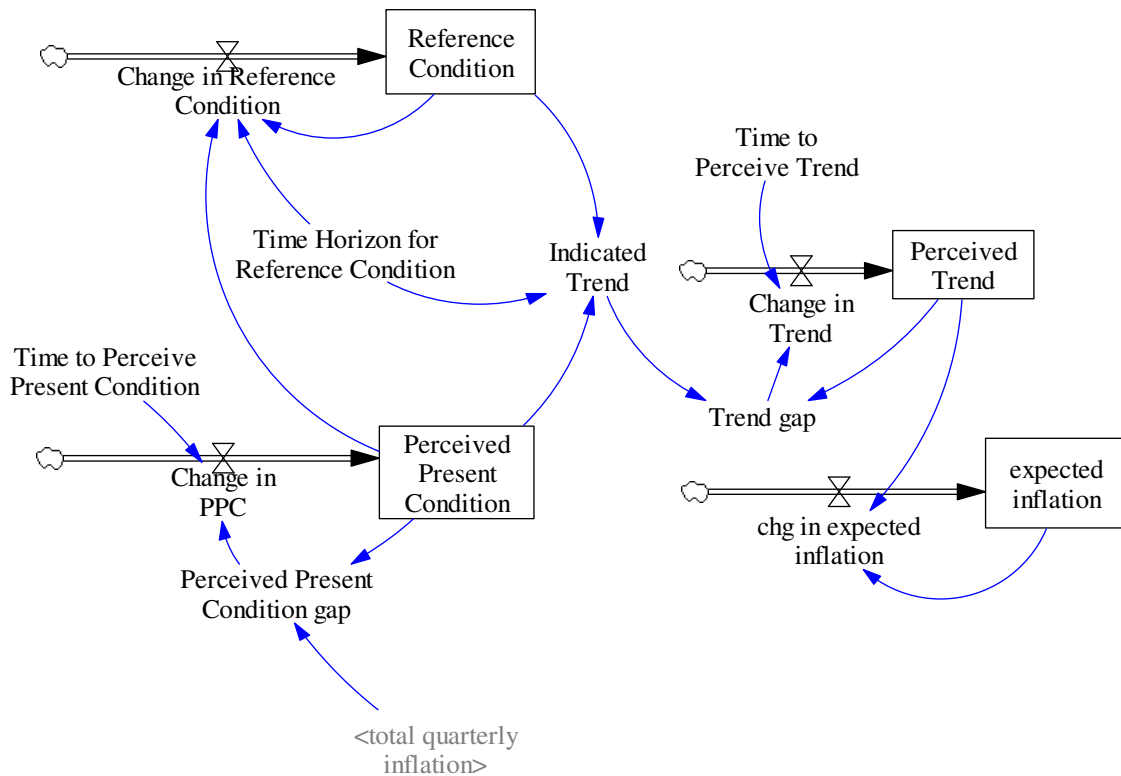 Reference
Condition
Change in Reference
Condition
Time to
Perceive Trend
Time Horizon for
Reference Condition
Indicated
Trend
Perceived
Trend
Change in
Trend
Time to Perceive
Present Condition
Trend gap
Perceived
Present
Condition
Change in
PPC
expected
inflation
chg in expected
inflation
Perceived Present
Condition gap
<total quarterly
inflation>